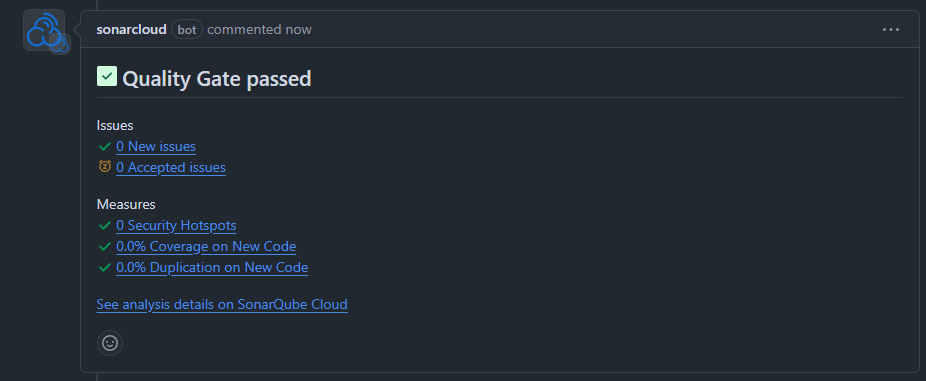 sonarcloud bot commented now
Quality Gate passed
Issues
0 New issues
0 Accepted issues
Measures
0 Security Hotspots
0.0% Coverage on New Code
0.0% Duplication on New Code
See analysis details on SonarQube Cloud